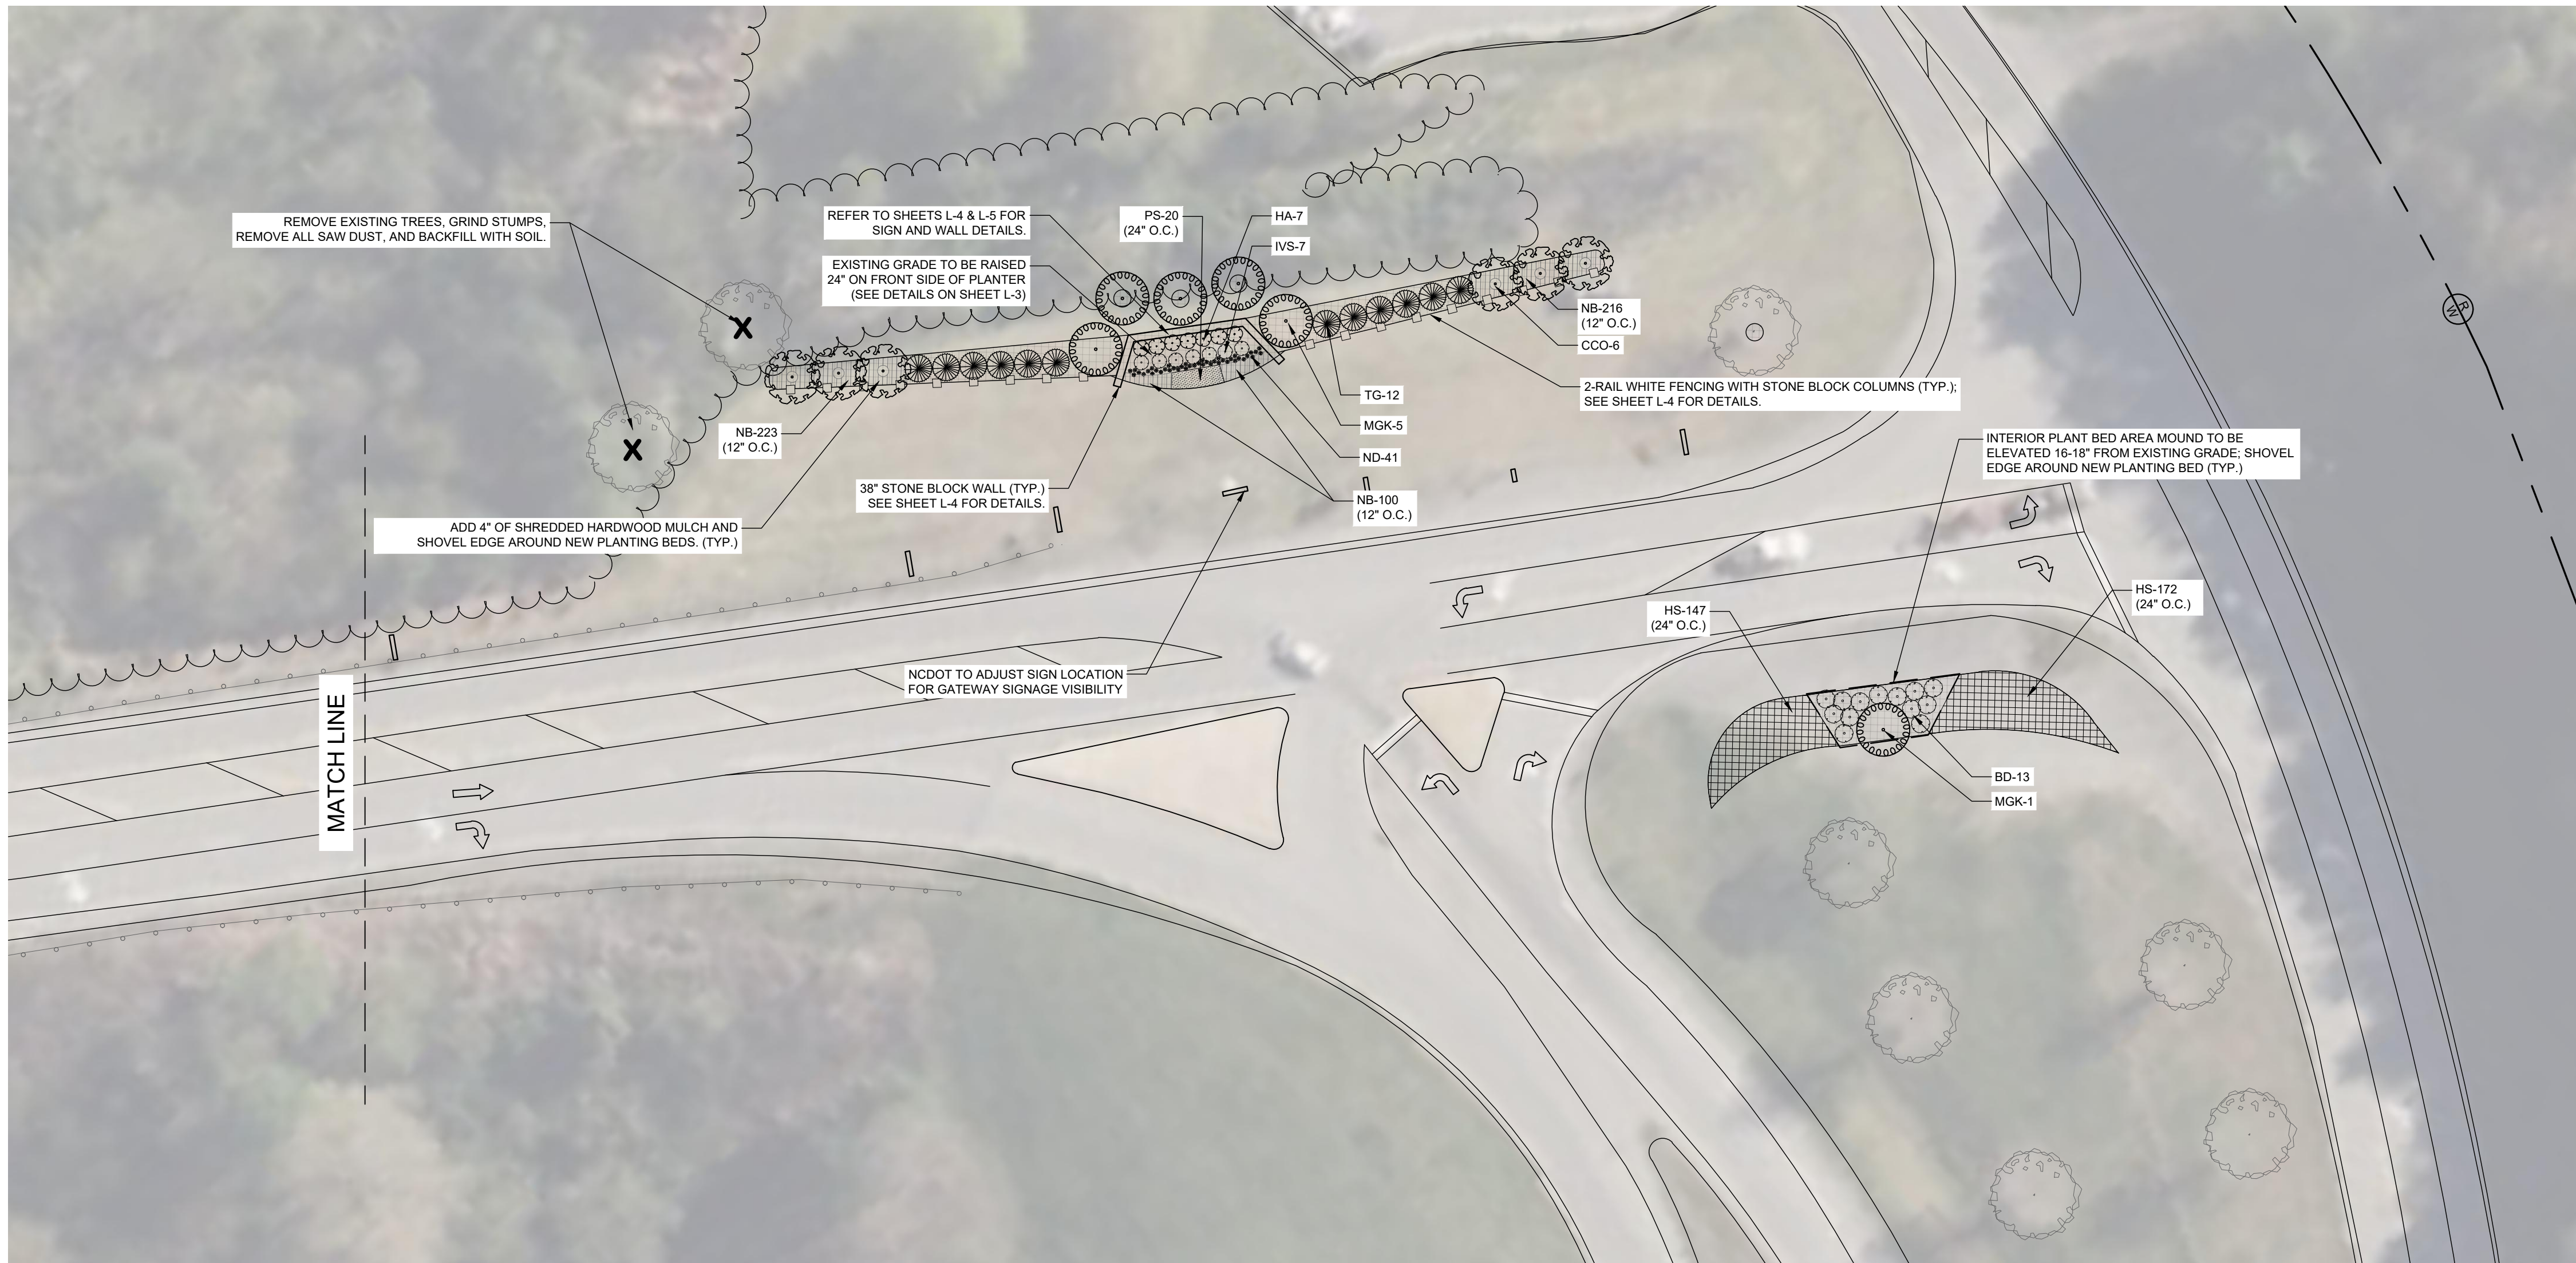 REMOVE EXISTING TREES, GRIND STUMPS,
REMOVE ALL SAW DUST, AND BACKFILL WITH SOIL.
REFER TO SHEETS L-4 & L-5 FOR
SIGN AND WALL DETAILS.
EXISTING GRADE TO BE RAISED
24" ON FRONT SIDE OF PLANTER
(SEE DETAILS ON SHEET L-3)
PS-20
(24" O.C.)
HA-7
IVS-7
NB-216
(12" O.C.)
CCO-6
2-RAIL WHITE FENCING WITH STONE BLOCK COLUMNS (TYP.);
SEE SHEET L-4 FOR DETAILS.
R
W
TG-12
MGK-5
ND-41
NB-100
(12" O.C.)
NB-223
(12" O.C.)
38" STONE BLOCK WALL (TYP.)
SEE SHEET L-4 FOR DETAILS.
ADD 4" OF SHREDDED HARDWOOD MULCH AND
SHOVEL EDGE AROUND NEW PLANTING BEDS. (TYP.)
INTERIOR PLANT BED AREA MOUND TO BE
ELEVATED 16-18" FROM EXISTING GRADE; SHOVEL
EDGE AROUND NEW PLANTING BED (TYP.)
HS-172
(24" O.C.)
HS-147
(24" O.C.)
NCDOT TO ADJUST SIGN LOCATION
FOR GATEWAY SIGNAGE VISIBILITY
MATCH LINE
BD-13
MGK-1